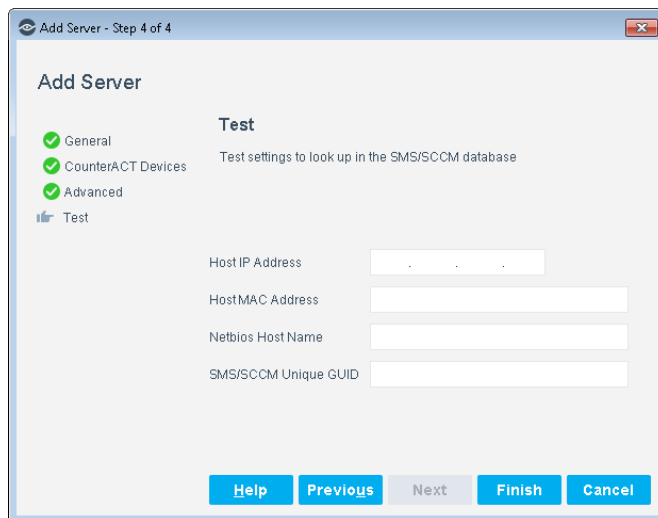 Add Server - Step 4 of 4
Add Server
General
CounterACT Devices
Advanced
Test
Test
Test settings to look up in the SMS/SCCM database
Host IP Address . . .
Host MAC Address
Netbios Host Name
SMS/SCCM Unique GUID
Help Previous Next Finish Cancel